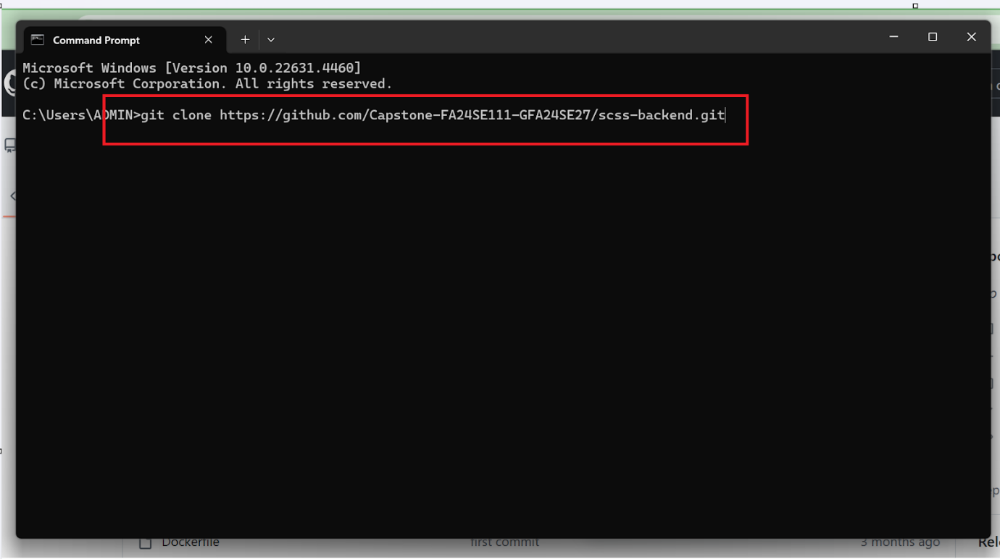 Command Prompt
Microsoft Windows [Version 10.0.22631.4460]
(c) Microsoft Corporation. All rights reserved.
C:\Users\ADMIN>git clone https://github.com/Capstone-FA24SE111-GFA24SE27/scss-backend.git
Dockerfile first commit 3 months ago